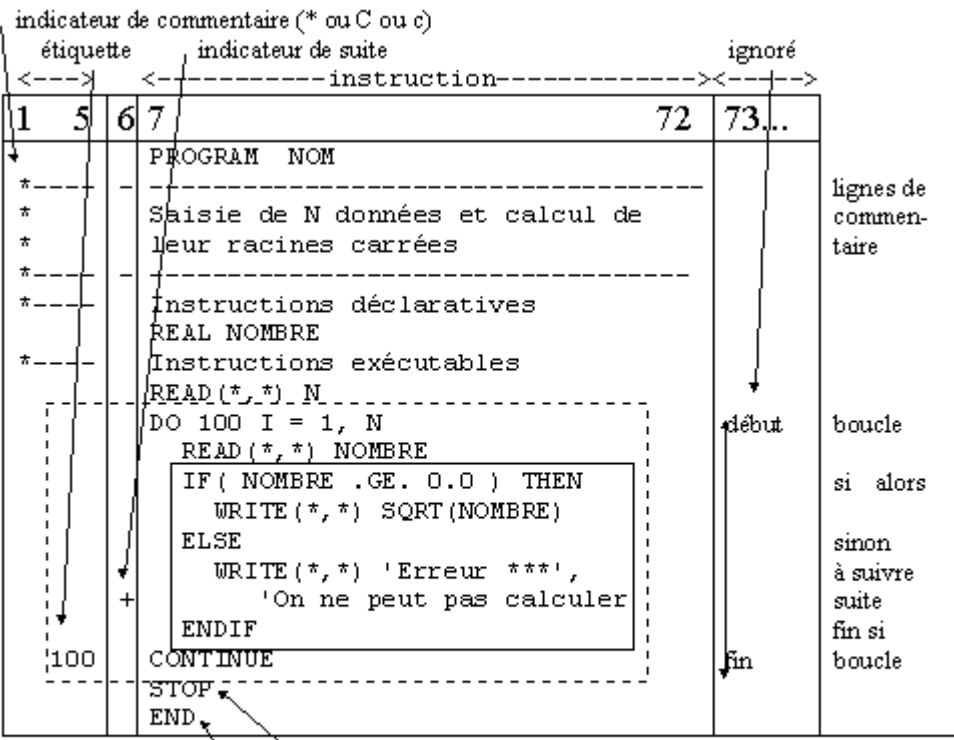 indicateur de commentaire (* ou C ou c)
étiquette indicateur de suite ignoré
<---> <-----------instruction--------------><----->
1 5 6 7 72 73...
PROGRAM NOM
*---- - ----------------------------------
* Saisie de N données et calcul de
* leur racines carrées
*---- - ---------------------------------
lignes de
commen-
taire
*---- Instructions déclaratives
REAL NOMBRE
*---- Instructions exécutables
READ(*,*) N
DO 100 I = 1, N début boucle
READ(*,*) NOMBRE
IF( NOMBRE .GE. 0.0 ) THEN si alors
WRITE(*,*) SQRT(NOMBRE)
ELSE sinon
WRITE(*,*) 'Erreur ***', à suivre
+ 'On ne peut pas calculer suite
ENDIF fin si
100 CONTINUE fin boucle
STOP
END